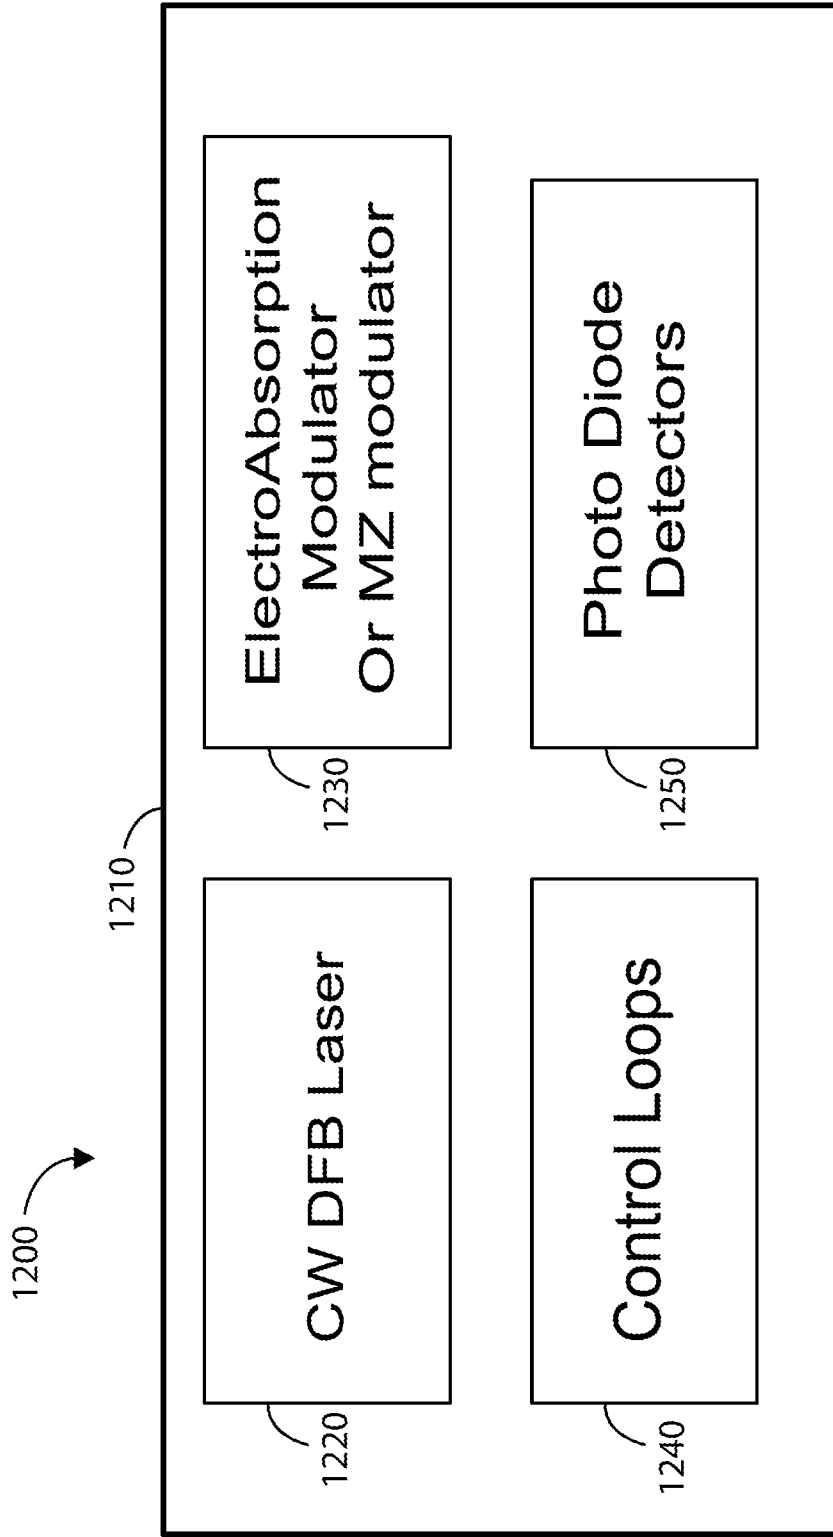 1200
1210
1220
CW DFB Laser
1230
ElectroAbsorption
Modulator
Or MZ modulator
1240
Control Loops
1250
Photo Diode
Detectors